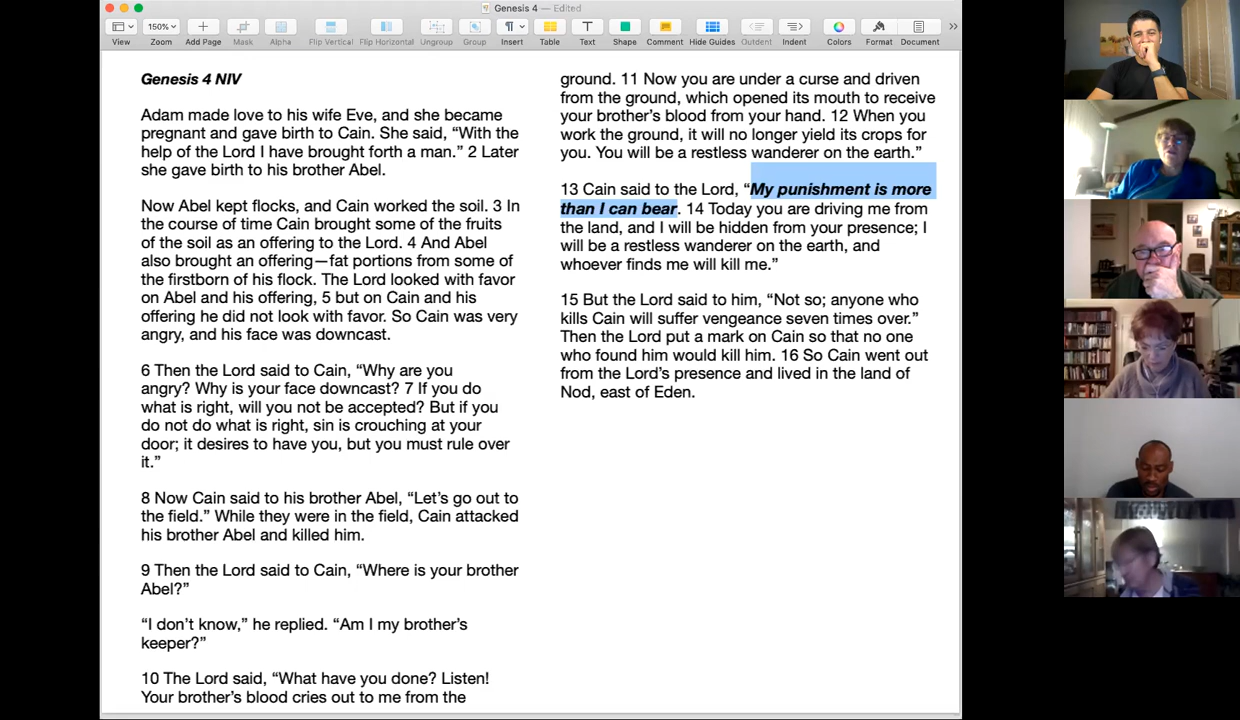 Genesis 4 — Edited
150%
View Zoom Add Page Mask Alpha Flip Vertical Flip Horizontal Ungroup Group Insert Table Text Shape Comment Hide Guides Outdent Indent Colors Format Document
Genesis 4 NIV
Adam made love to his wife Eve, and she became
pregnant and gave birth to Cain. She said, “With the
help of the Lord I have brought forth a man.” 2 Later
she gave birth to his brother Abel.
Now Abel kept flocks, and Cain worked the soil. 3 In
the course of time Cain brought some of the fruits
of the soil as an offering to the Lord. 4 And Abel
also brought an offering—fat portions from some of
the firstborn of his flock. The Lord looked with favor
on Abel and his offering, 5 but on Cain and his
offering he did not look with favor. So Cain was very
angry, and his face was downcast.
6 Then the Lord said to Cain, “Why are you
angry? Why is your face downcast? 7 If you do
what is right, will you not be accepted? But if you
do not do what is right, sin is crouching at your
door; it desires to have you, but you must rule over
it.”
8 Now Cain said to his brother Abel, “Let’s go out to
the field.” While they were in the field, Cain attacked
his brother Abel and killed him.
9 Then the Lord said to Cain, “Where is your brother
Abel?”
“I don’t know,” he replied. “Am I my brother’s
keeper?”
10 The Lord said, “What have you done? Listen!
Your brother’s blood cries out to me from the
ground. 11 Now you are under a curse and driven
from the ground, which opened its mouth to receive
your brother’s blood from your hand. 12 When you
work the ground, it will no longer yield its crops for
you. You will be a restless wanderer on the earth.”
13 Cain said to the Lord, “My punishment is more
than I can bear. 14 Today you are driving me from
the land, and I will be hidden from your presence; I
will be a restless wanderer on the earth, and
whoever finds me will kill me.”
15 But the Lord said to him, “Not so; anyone who
kills Cain will suffer vengeance seven times over.”
Then the Lord put a mark on Cain so that no one
who found him would kill him. 16 So Cain went out
from the Lord’s presence and lived in the land of
Nod, east of Eden.